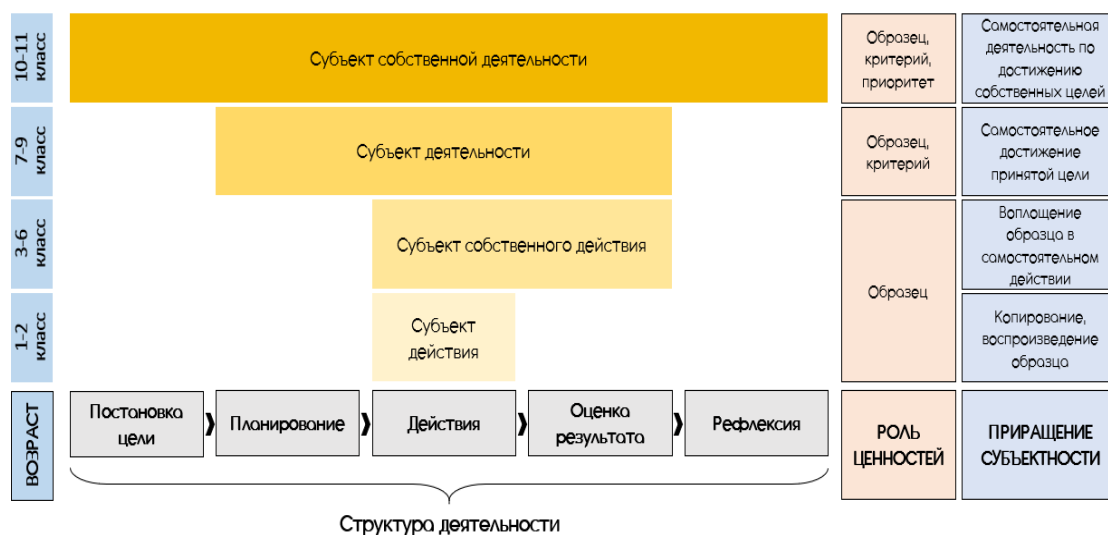 10-11
класс
Субъект собственной деятельности
Образец,
критерий,
приоритет
Самостоятельная
деятельность по
достижению
собственных целей
7-9
класс
Субъект деятельности
Образец,
критерий
Самостоятельное
достижение
принятой цели
3-6
класс
Субъект собственного действия
Образец
Воплощение
образца в
самостоятельном
действии
1-2
класс
Субъект
действия
Копирование,
воспроизведение
образца
ВОЗРАСТ
Постановка
цели
Планирование
Действия
Оценка
результата
Рефлексия
РОЛЬ
ЦЕННОСТЕЙ
ПРИРАЩЕНИЕ
СУБЪЕКТНОСТИ
Структура деятельности